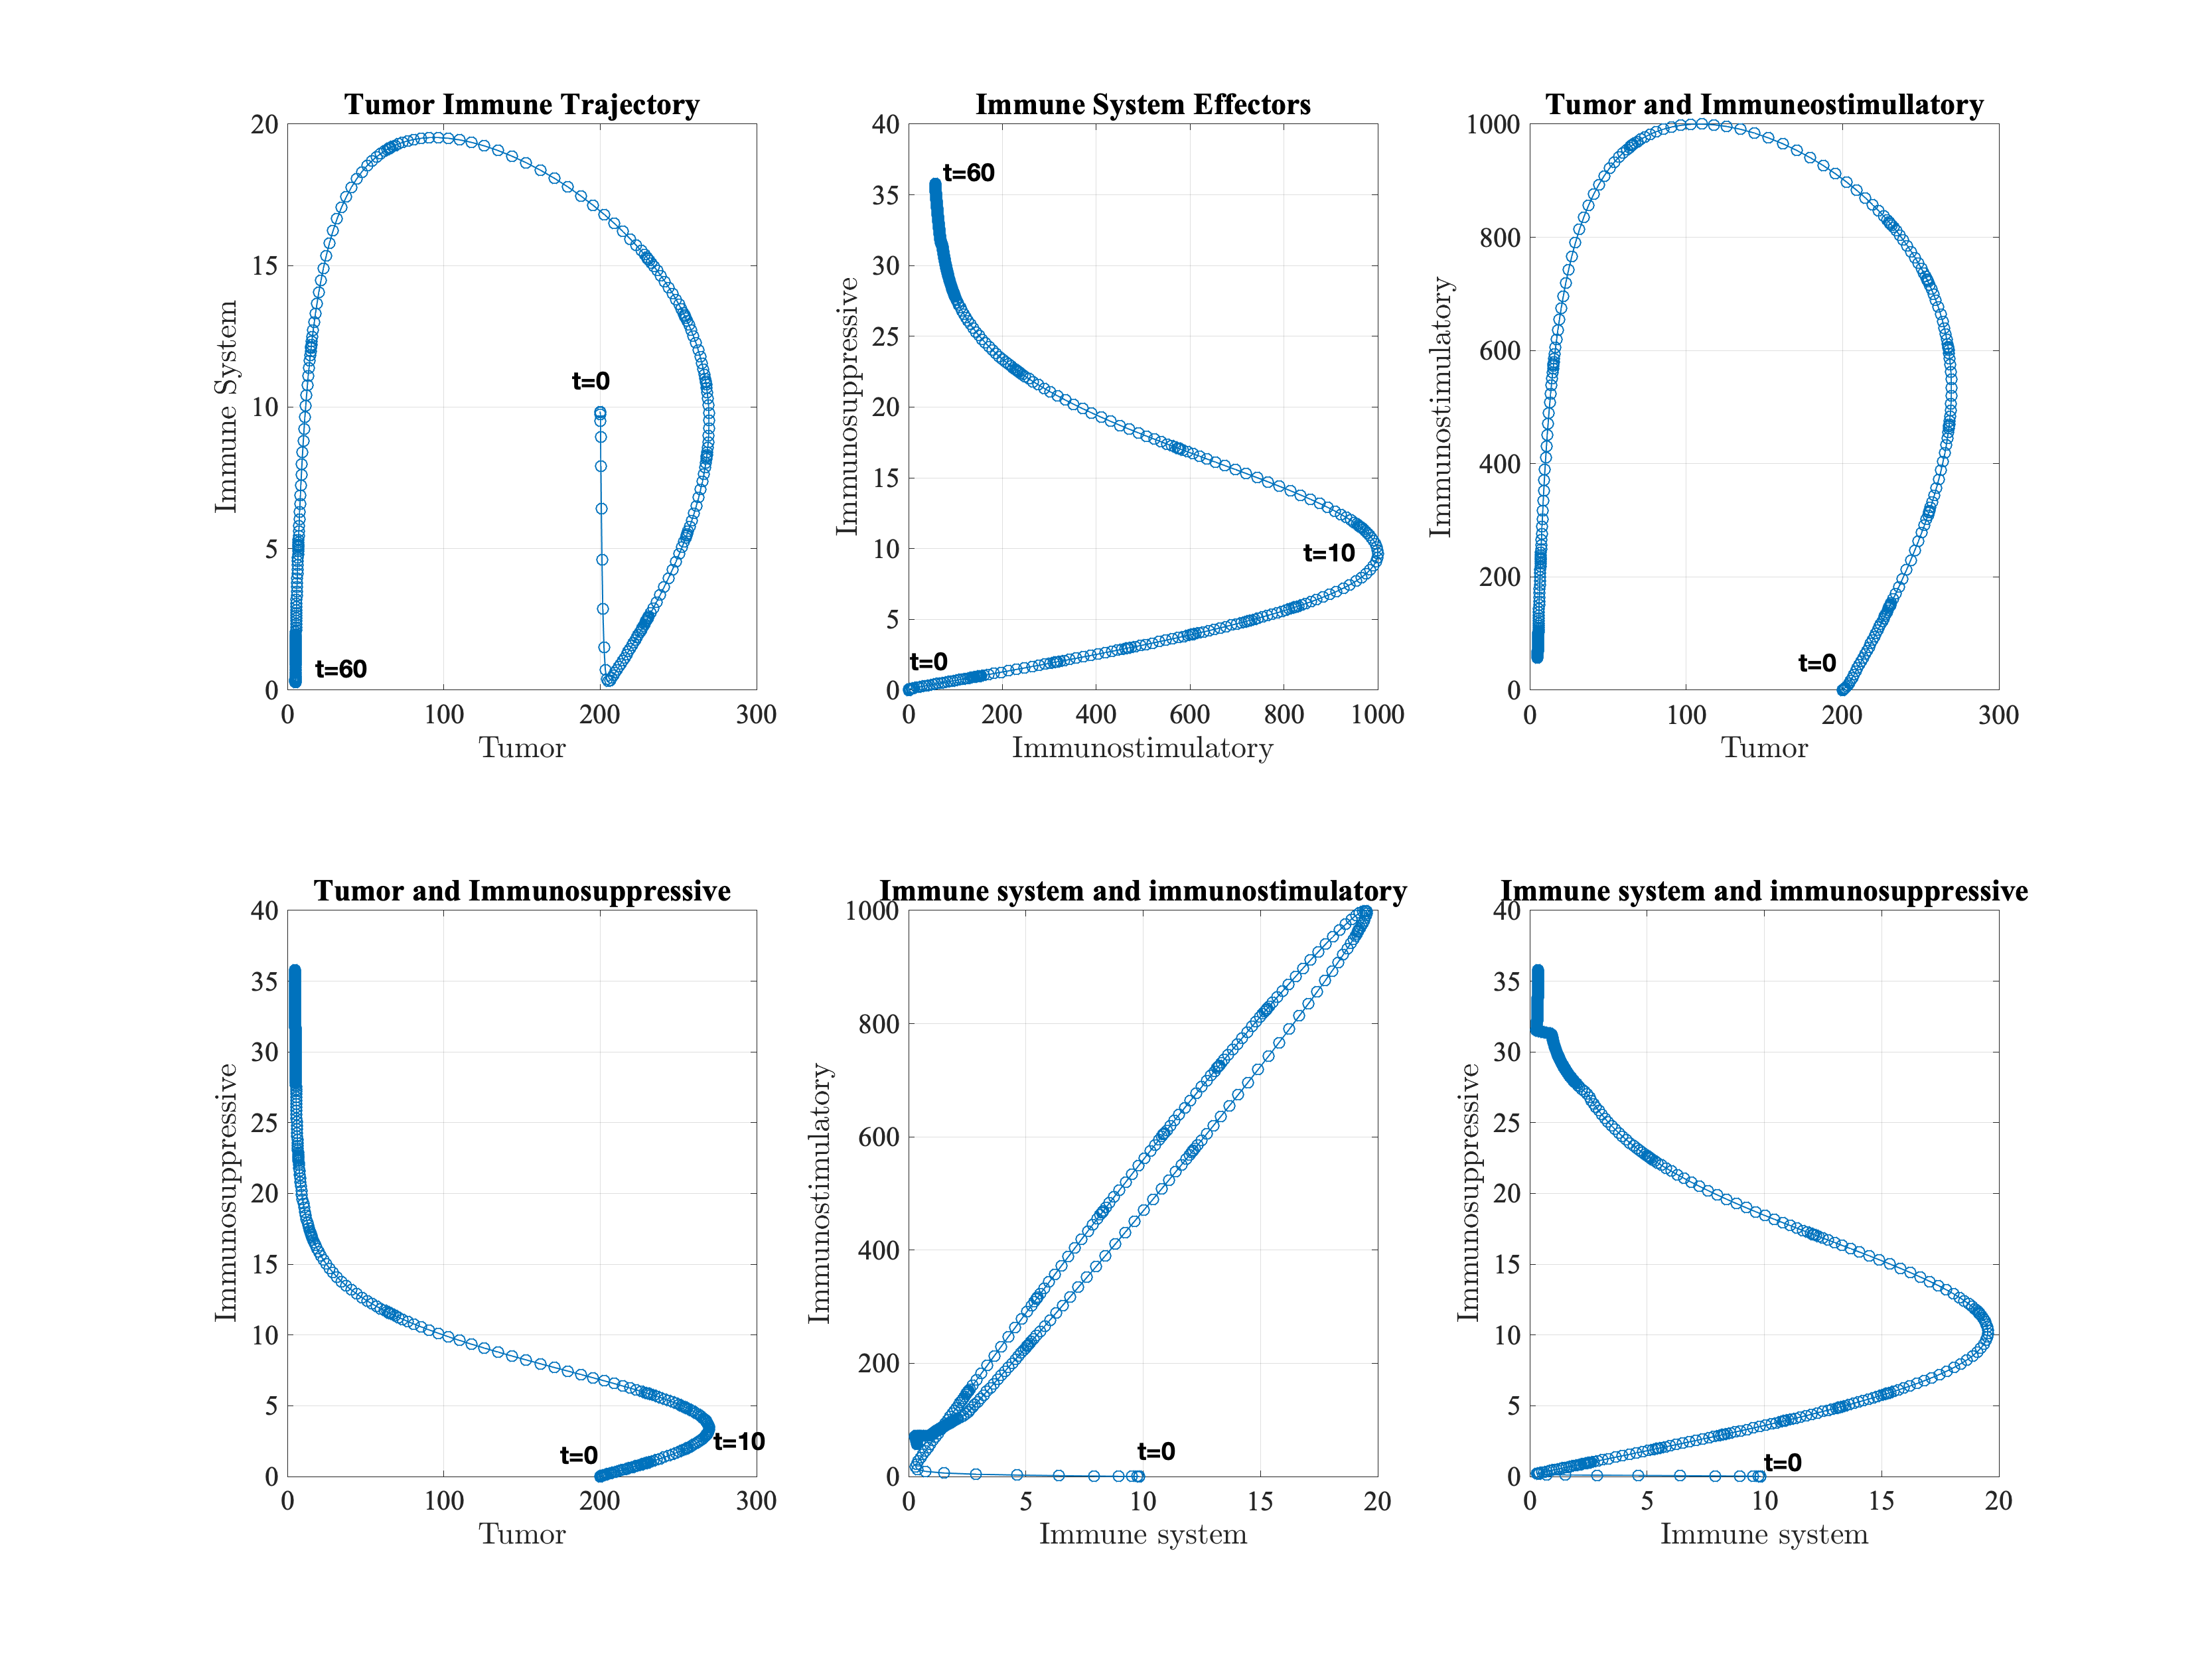 Tumor Immune Trajectory
20
15
10
5
0
Immune System
t=0
t=60
0 100 200 300
Tumor
Immune System Effectors
40
35
30
25
20
15
10
5
0
Immunosuppressive
t=60
t=10
t=0
0 200 400 600 800 1000
Immunostimulatory
Tumor and Immuneostimullatory
1000
800
600
400
200
0
Immunostimulatory
t=0
0 100 200 300
Tumor
Tumor and Immunosuppressive
40
35
30
25
20
15
10
5
0
Immunosuppressive
t=0
t=10
0 100 200 300
Tumor
Immune system and immunostimulatory
1000
800
600
400
200
0
Immunostimulatory
t=0
0 5 10 15 20
Immune system
Immune system and immunosuppressive
40
35
30
25
20
15
10
5
0
Immunosuppressive
t=0
0 5 10 15 20
Immune system